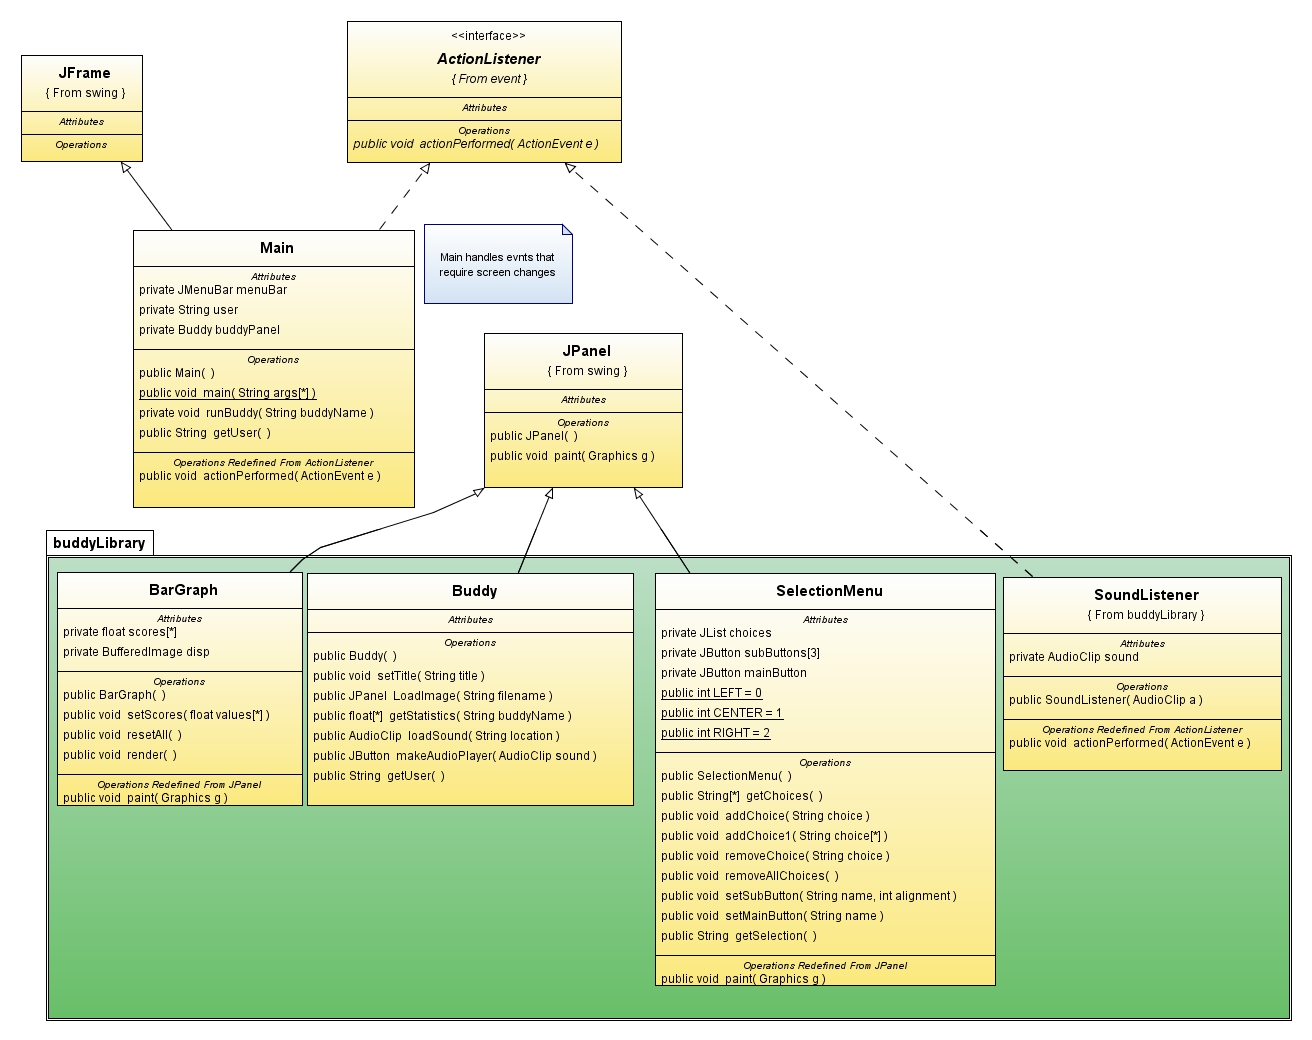 JFrame
{ From swing }
Attributes
Operations
<<interface>>
ActionListener
{ From event }
Attributes
Operations
public void actionPerformed( ActionEvent e )
Main
Attributes
private JMenuBar menuBar
private String user
private Buddy buddyPanel
Operations
public Main( )
public void main( String args[*] )
private void runBuddy( String buddyName )
public String getUser( )
Operations Redefined From ActionListener
public void actionPerformed( ActionEvent e )
Main handles evnts that
require screen changes
JPanel
{ From swing }
Attributes
Operations
public JPanel( )
public void paint( Graphics g )
buddyLibrary
BarGraph
Attributes
private float scores[*]
private BufferedImage disp
Operations
public BarGraph( )
public void setScores( float values[*] )
public void resetAll( )
public void render( )
Operations Redefined From JPanel
public void paint( Graphics g )
Buddy
Attributes
Operations
public Buddy( )
public void setTitle( String title )
public JPanel LoadImage( String filename )
public float[*] getStatistics( String buddyName )
public AudioClip loadSound( String location )
public JButton makeAudioPlayer( AudioClip sound )
public String getUser( )
SelectionMenu
Attributes
private JList choices
private JButton subButtons[3]
private JButton mainButton
public int LEFT = 0
public int CENTER = 1
public int RIGHT = 2
Operations
public SelectionMenu( )
public String[*] getChoices( )
public void addChoice( String choice )
public void addChoice1( String choice[*] )
public void removeChoice( String choice )
public void removeAllChoices( )
public void setSubButton( String name, int alignment )
public void setMainButton( String name )
public String getSelection( )
Operations Redefined From JPanel
public void paint( Graphics g )
SoundListener
{ From buddyLibrary }
Attributes
private AudioClip sound
Operations
public SoundListener( AudioClip a )
Operations Redefined From ActionListener
public void actionPerformed( ActionEvent e )